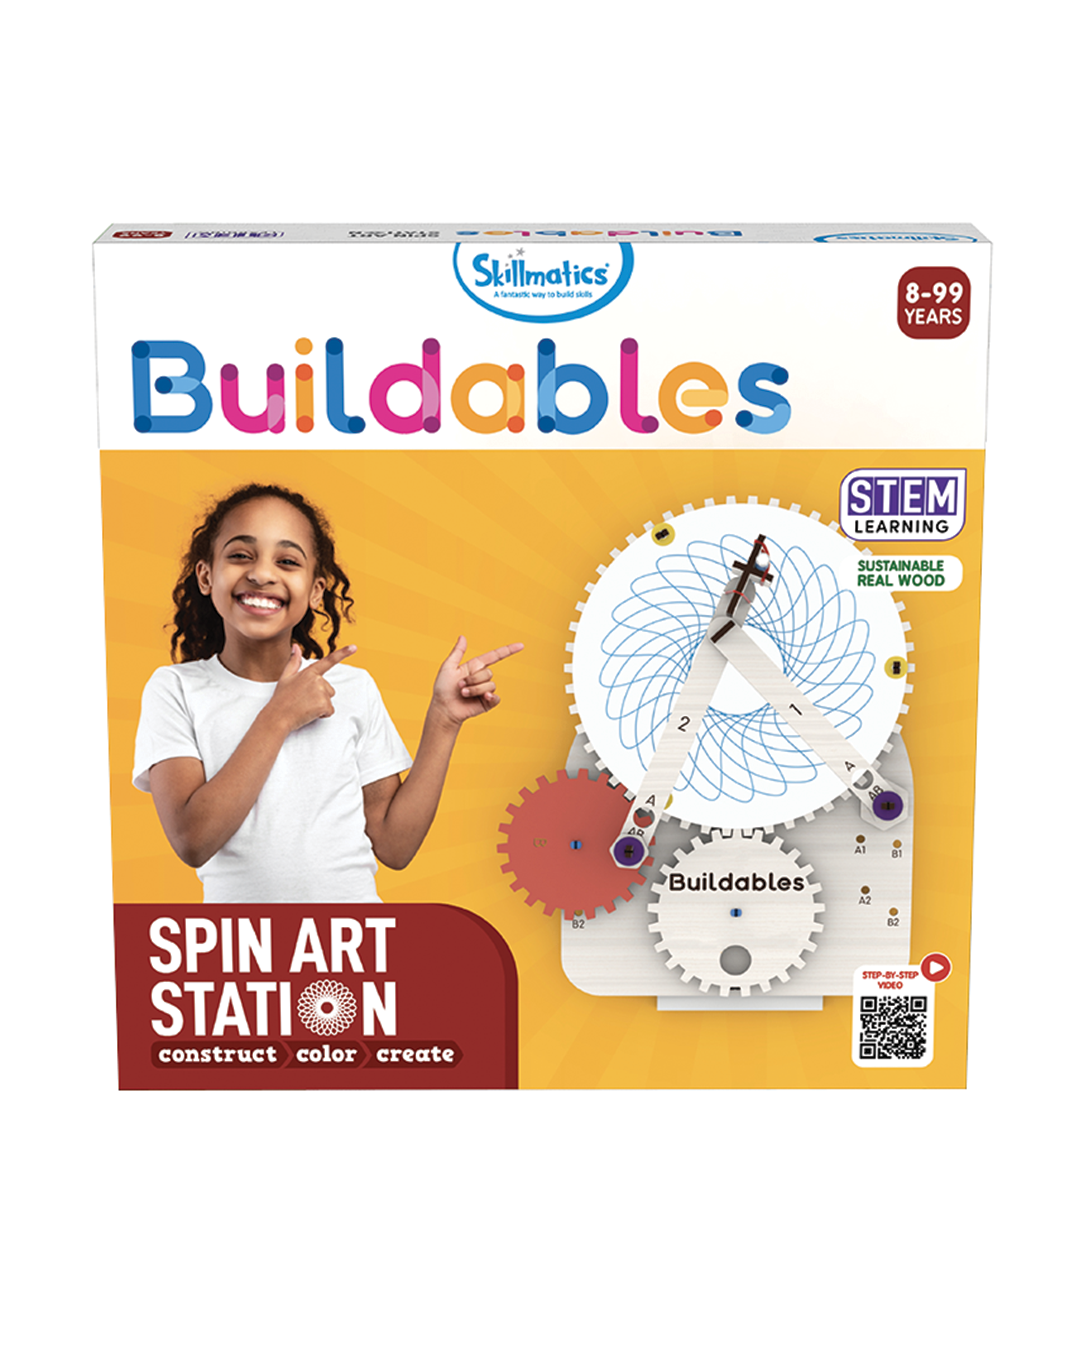 Skillmatics
A fantastic way to build skills
8-99
YEARS
Buildables
STEM
LEARNING
SUSTAINABLE
REAL WOOD
2
1
A
AB
A
AB
A1
B1
A2
B2
B2
Buildables
SPIN ART
STATION
construct color create
STEP-BY-STEP
VIDEO